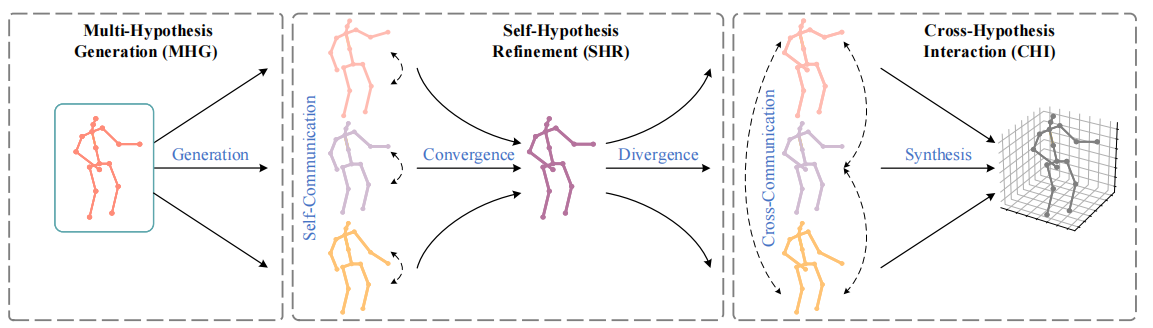 Multi-Hypothesis
Generation (MHG)
Generation
Self-Hypothesis
Refinement (SHR)
Self-Communication
Convergence
Divergence
Cross-Hypothesis
Interaction (CHI)
Cross-Communication
Synthesis